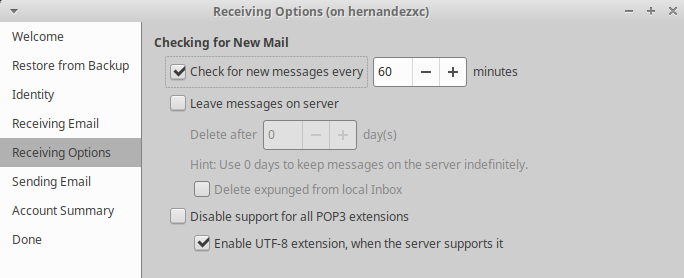 Receiving Options (on hernandezxc)
Welcome
Restore from Backup
Identity
Receiving Email
Receiving Options
Sending Email
Account Summary
Done
Checking for New Mail
Check for new messages every 60 minutes
Leave messages on server
Delete after 0 day(s)
Hint: Use 0 days to keep messages on the server indefinitely.
Delete expunged from local Inbox
Disable support for all POP3 extensions
Enable UTF-8 extension, when the server supports it